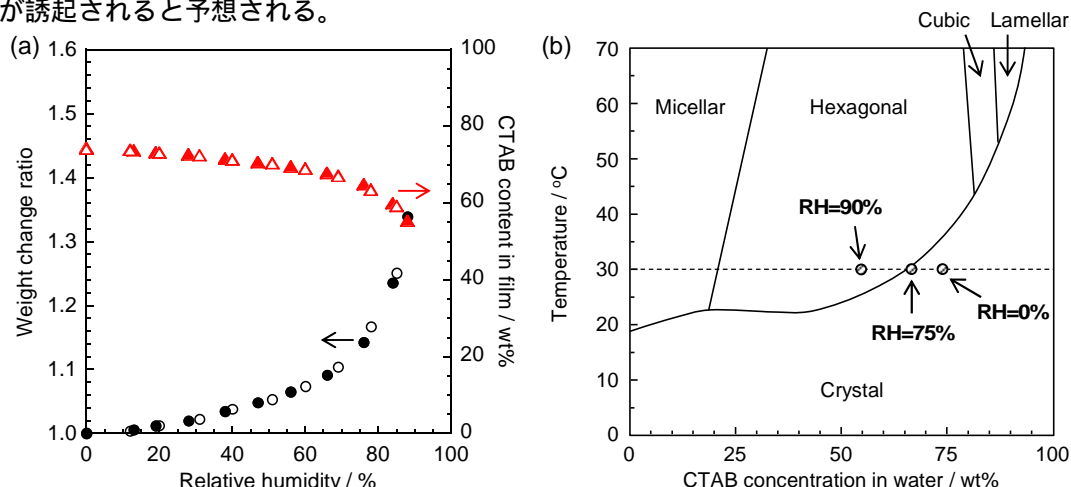 が誘起されると予想される。
(a)
1.6
1.5
1.4
1.3
1.2
1.1
1.0
Weight change ratio
0
20
40
60
80
100
Relative humidity / %
100
80
60
40
20
0
CTAB content in film / wt%
(b)
Cubic
Lamellar
Micellar
Hexagonal
RH=90%
RH=75%
RH=0%
Crystal
70
60
50
40
30
20
10
0
Temperature / °C
0
25
50
75
100
CTAB concentration in water / wt%